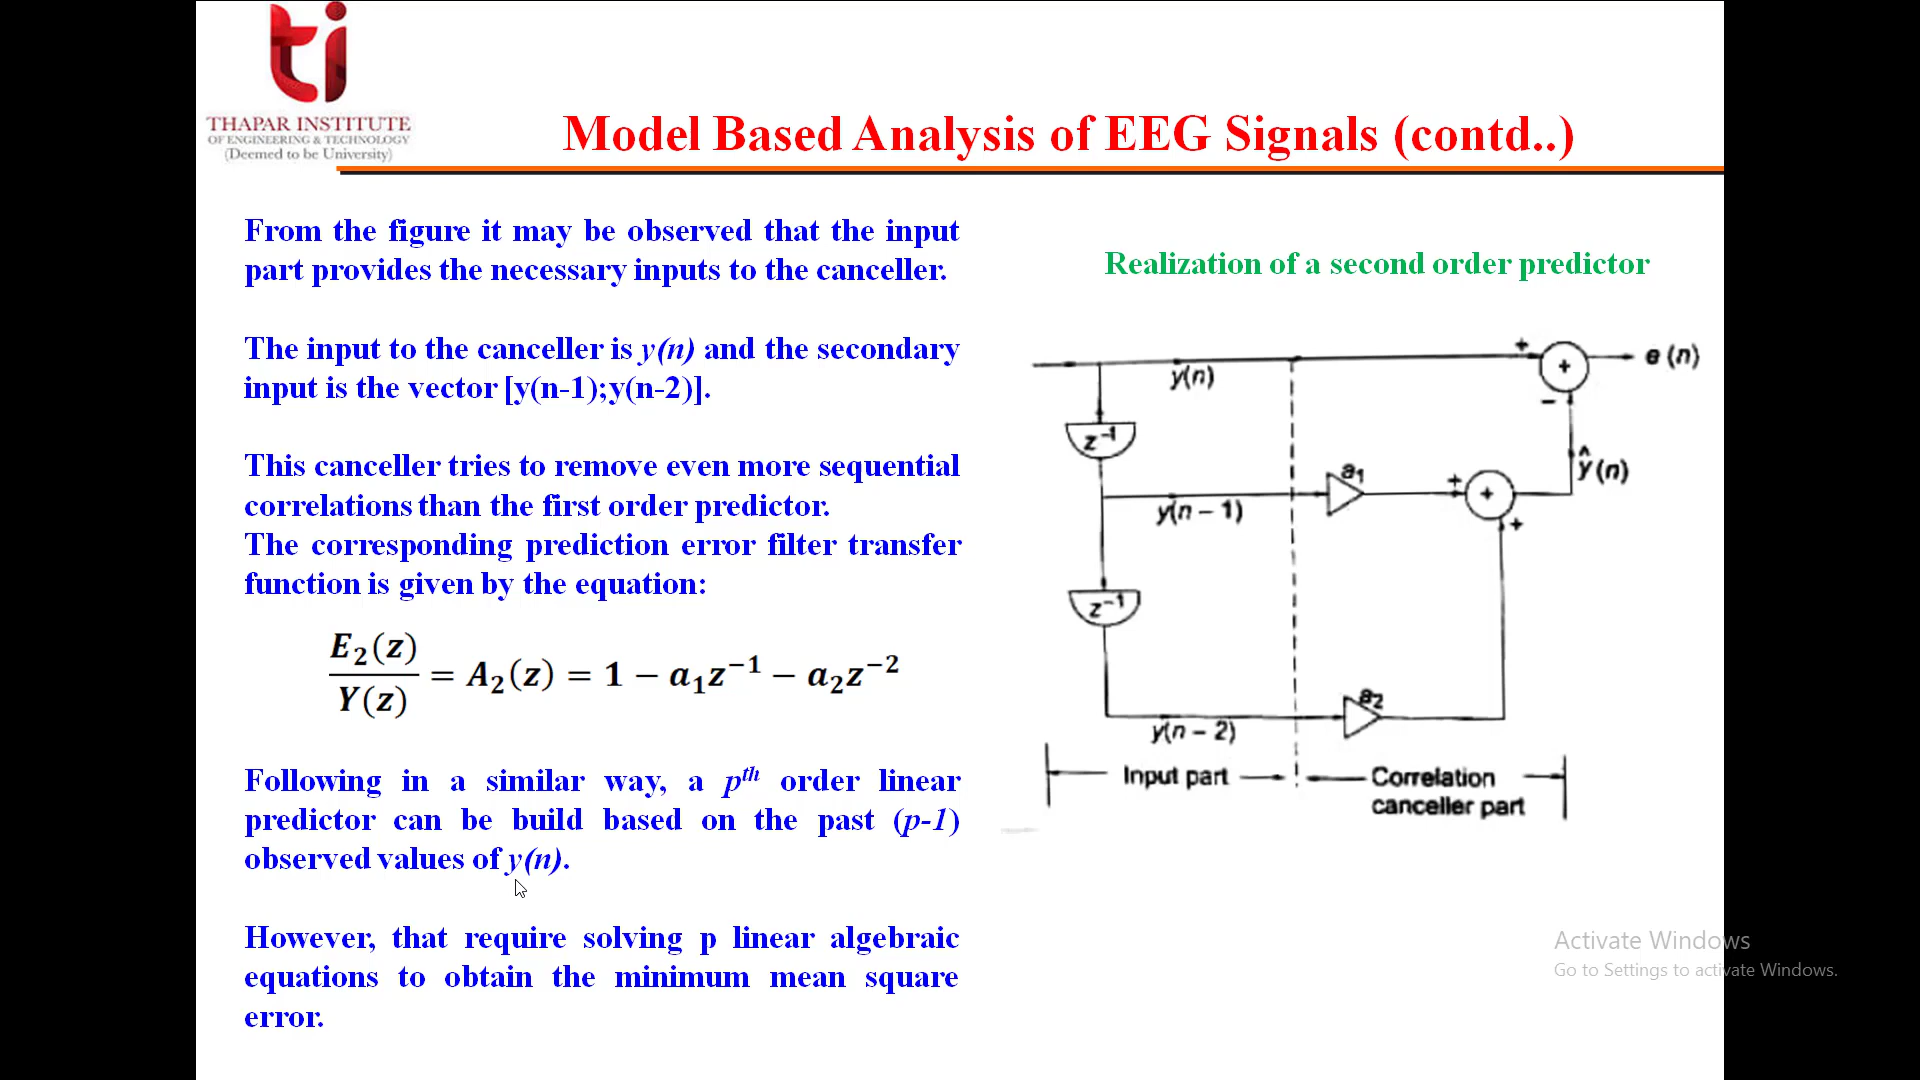 ti
THAPAR INSTITUTE
OF ENGINEERING & TECHNOLOGY
(Deemed to be University)
Model Based Analysis of EEG Signals (contd..)
From the figure it may be observed that the input
part provides the necessary inputs to the canceller.
The input to the canceller is y(n) and the secondary
input is the vector [y(n-1);y(n-2)].
This canceller tries to remove even more sequential
correlations than the first order predictor.
The corresponding prediction error filter transfer
function is given by the equation:
E₂(z)/Y(z) = A₂(z) = 1 − a₁z⁻¹ − a₂z⁻²
Following in a similar way, a pᵗʰ order linear
predictor can be build based on the past (p-1)
observed values of y(n).
However, that require solving p linear algebraic
equations to obtain the minimum mean square
error.
Realization of a second order predictor
y(n)
+
+
e (n)
−
z⁻¹
ŷ (n)
a₁
+
+
y(n − 1)
+
z⁻¹
a₂
y(n − 2)
Input part
Correlation
canceller part
Activate Windows
Go to Settings to activate Windows.